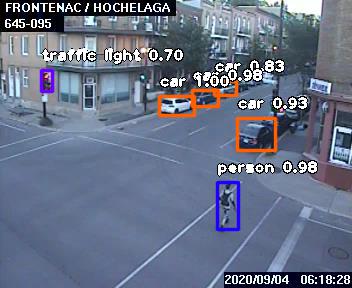 FRONTENAC / HOCHELAGA
645-095
traffic light 0.70
car 0.83
car 0.98
car 1.00
car 0.93
person 0.98
2020/09/04 06:18:28